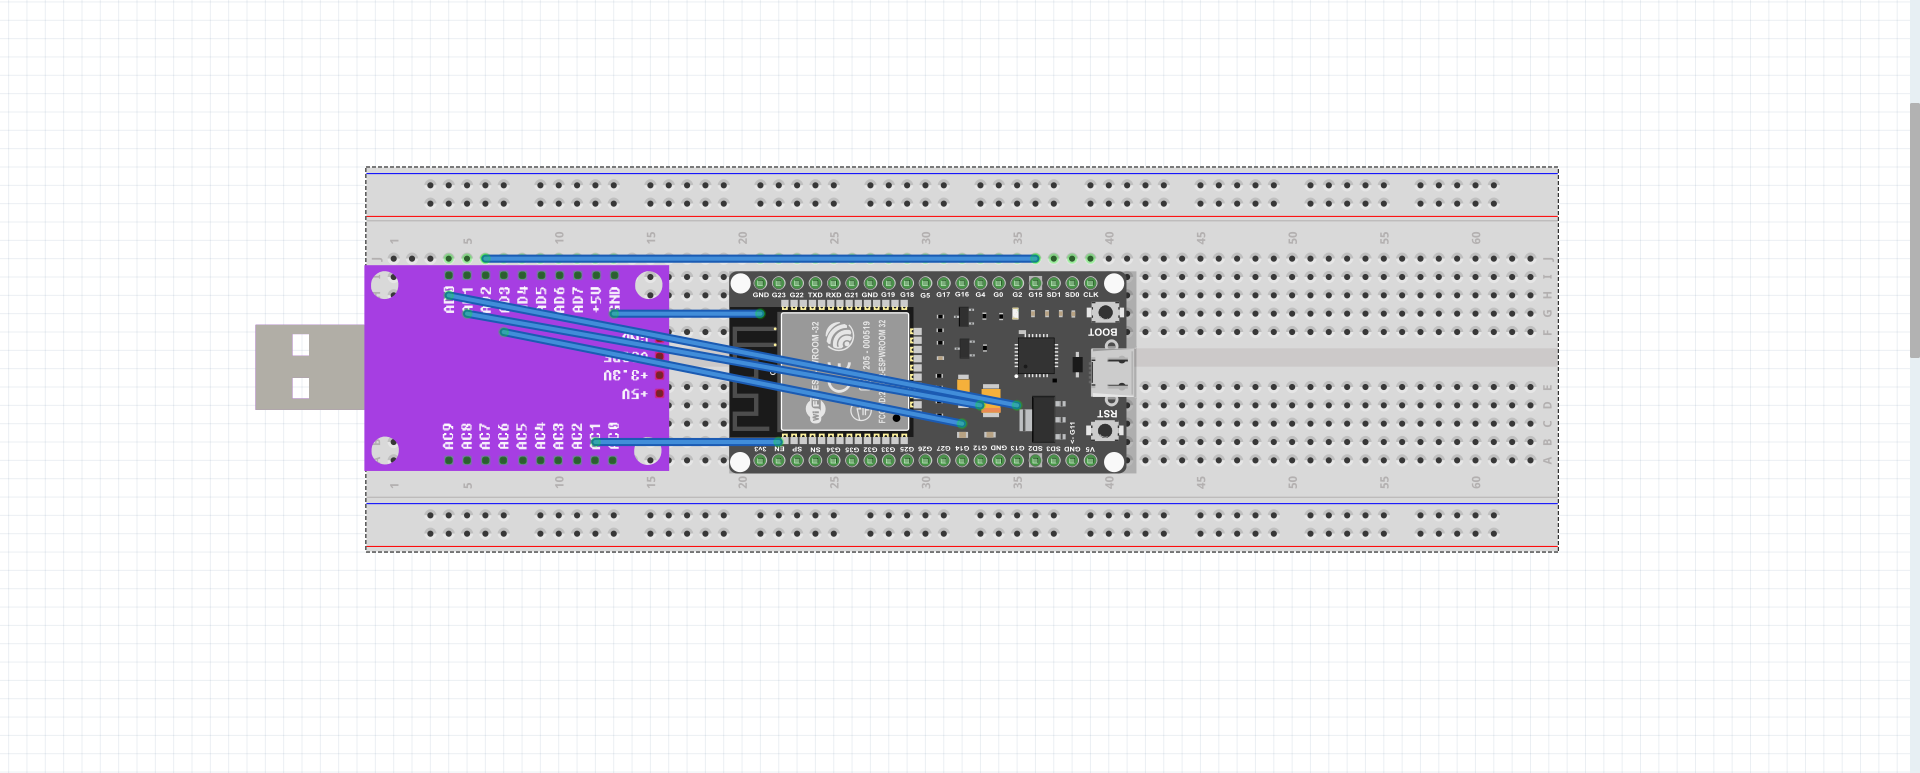 1 5 10 15 20 25 30 35 40 45 50 55 60
J J
I
H
G
F
AD0 AD1 AD2 AD3 AD4 AD5 AD6 AD7 +5V GND
GND G23 G22 TXD RXD G21 GND G19 G18 G5 G17 G16 G4 G0 G2 G15 SD1 SD0 CLK
BOOT
+3.3V
+5V
WiFi
205 - 000519
E
D
C
B
A
RST
<- G11
AC9 AC8 AC7 AC6 AC5 AC4 AC3 AC2 AC1 AC0
3V3 EN SP SN G34 G35 G32 G33 G25 G26 G27 G14 G12 GND G13 SD2 SD3 GND V5
1 5 10 15 20 25 30 35 40 45 50 55 60